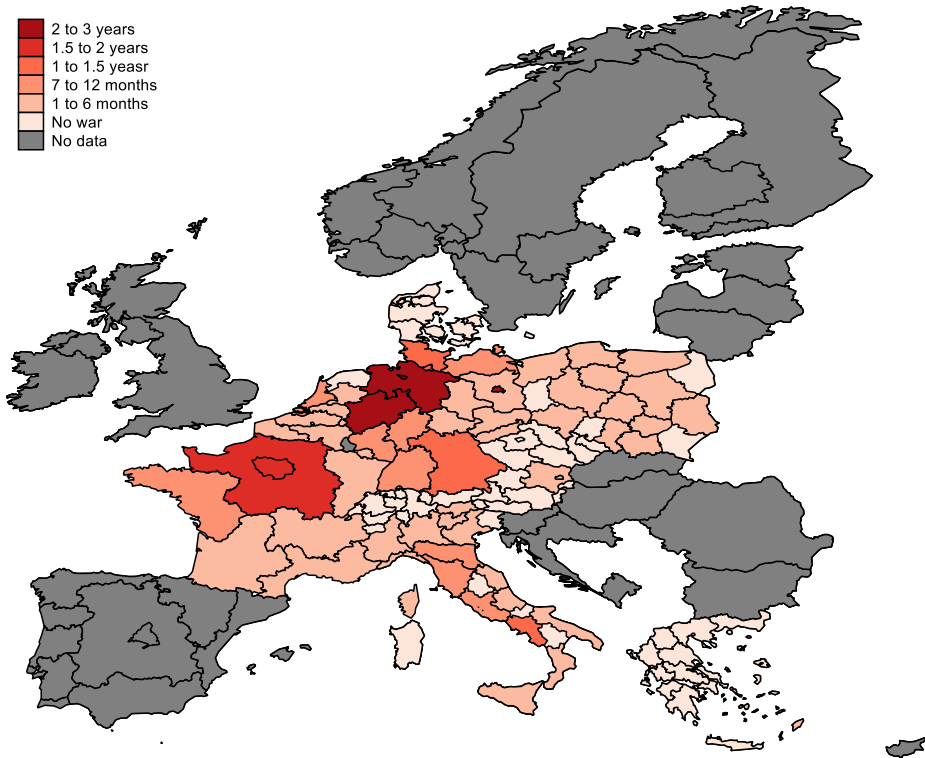 2 to 3 years
1.5 to 2 years
1 to 1.5 yeasr
7 to 12 months
1 to 6 months
No war
No data